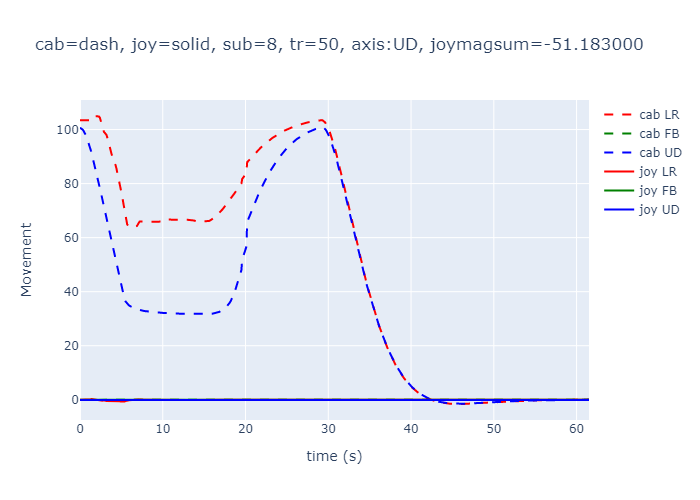 cab=dash, joy=solid, sub=8, tr=50, axis:UD, joymagsum=-51.183000
Movement
100
80
60
40
20
0
0 10 20 30 40 50 60
time (s)
cab LR
cab FB
cab UD
joy LR
joy FB
joy UD